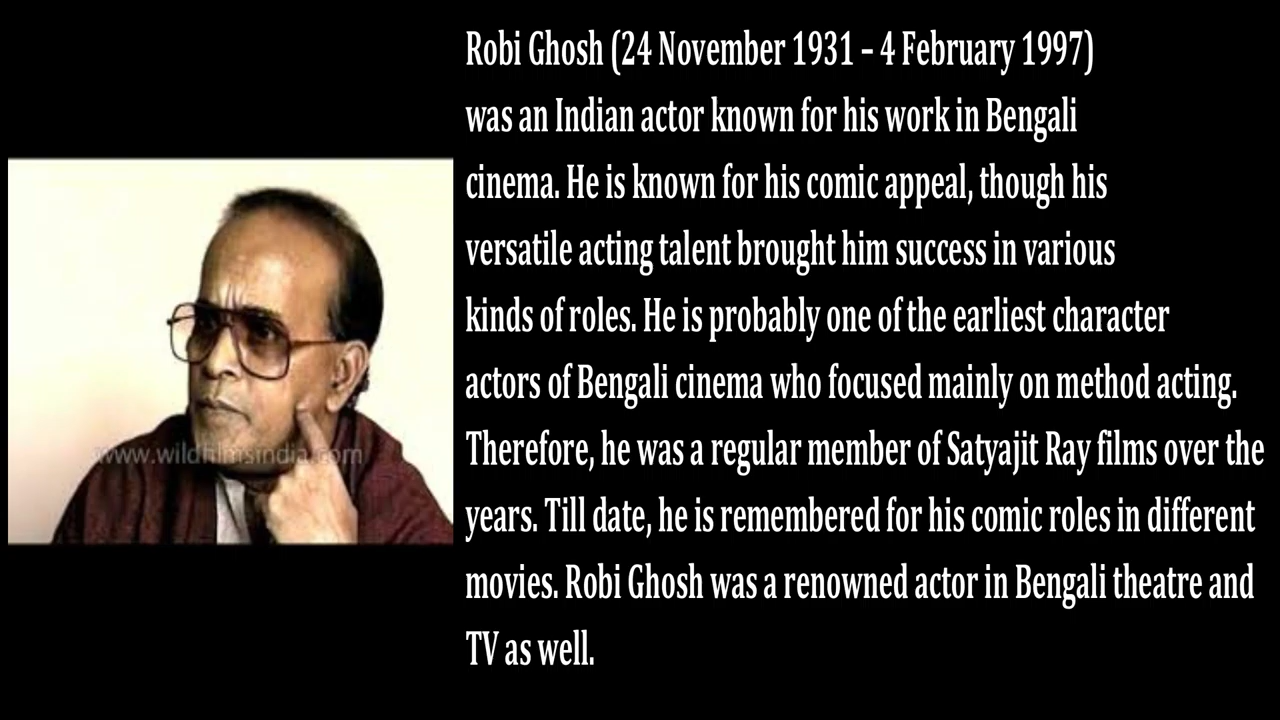 Robi Ghosh (24 November 1931 – 4 February 1997)
was an Indian actor known for his work in Bengali
cinema. He is known for his comic appeal, though his
versatile acting talent brought him success in various
kinds of roles. He is probably one of the earliest character
actors of Bengali cinema who focused mainly on method acting.
Therefore, he was a regular member of Satyajit Ray films over the
years. Till date, he is remembered for his comic roles in different
movies. Robi Ghosh was a renowned actor in Bengali theatre and
TV as well.
www.wildfilmsindia.com